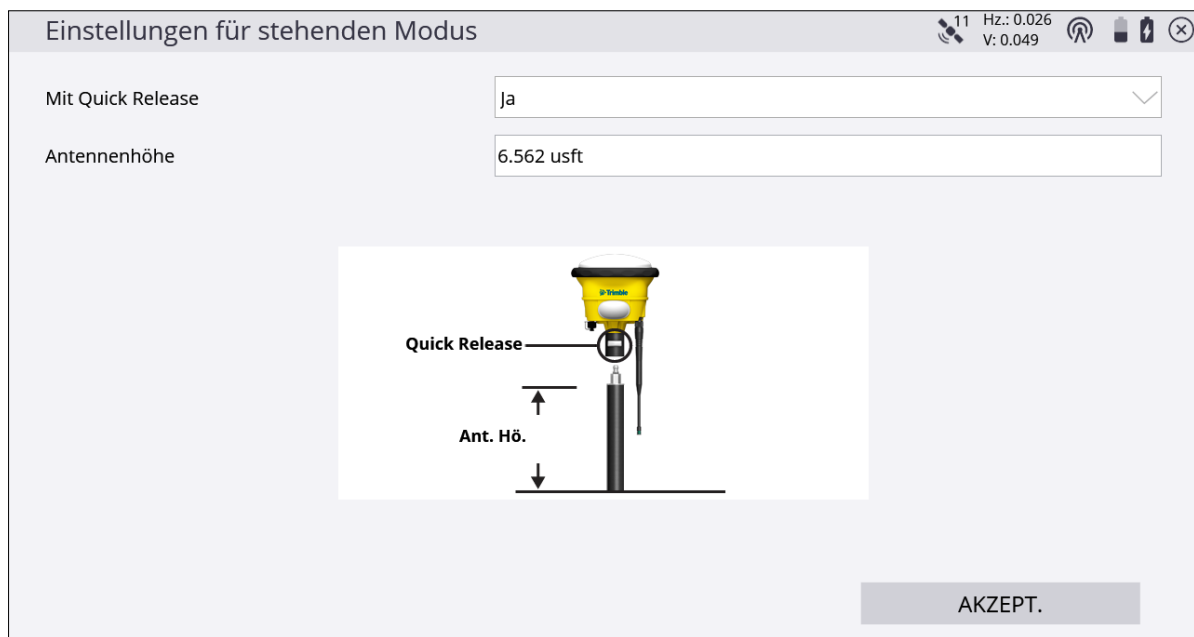 Einstellungen für stehenden Modus
11
Hz.: 0.026
V: 0.049
Mit Quick Release
Ja
Antennenhöhe
6.562 usft
Trimble
Quick Release
Ant. Hö.
AKZEPT.